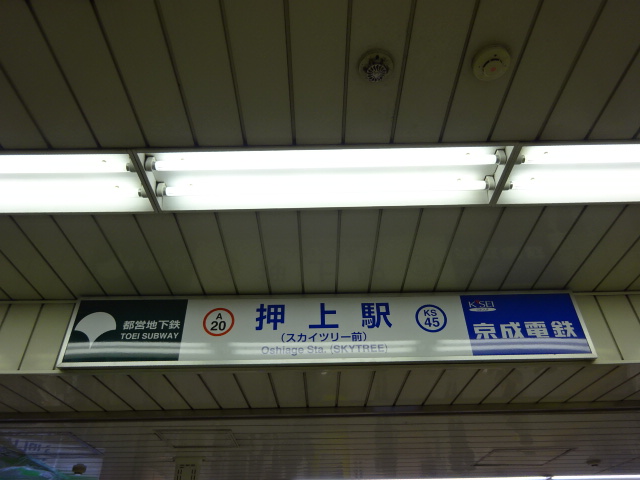 都営地下鉄
TOEI SUBWAY
A
20
押上駅
(スカイツリー前)
Oshiage Sta. (SKYTREE)
KS
45
KSEI
京成電鉄